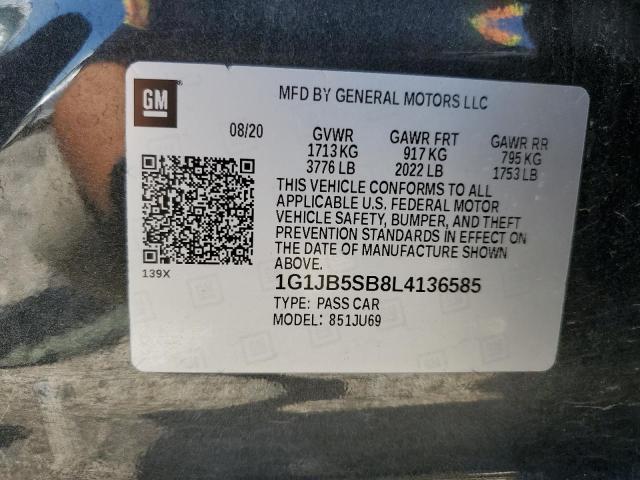 GM
MFD BY GENERAL MOTORS LLC
08/20 GVWR GAWR FRT GAWR RR
1713 KG 917 KG 795 KG
3776 LB 2022 LB 1753 LB
THIS VEHICLE CONFORMS TO ALL
APPLICABLE U.S. FEDERAL MOTOR
VEHICLE SAFETY, BUMPER, AND THEFT
PREVENTION STANDARDS IN EFFECT ON
THE DATE OF MANUFACTURE SHOWN
ABOVE.
139X
1G1JB5SB8L4136585
TYPE: PASS CAR
MODEL: 851JU69